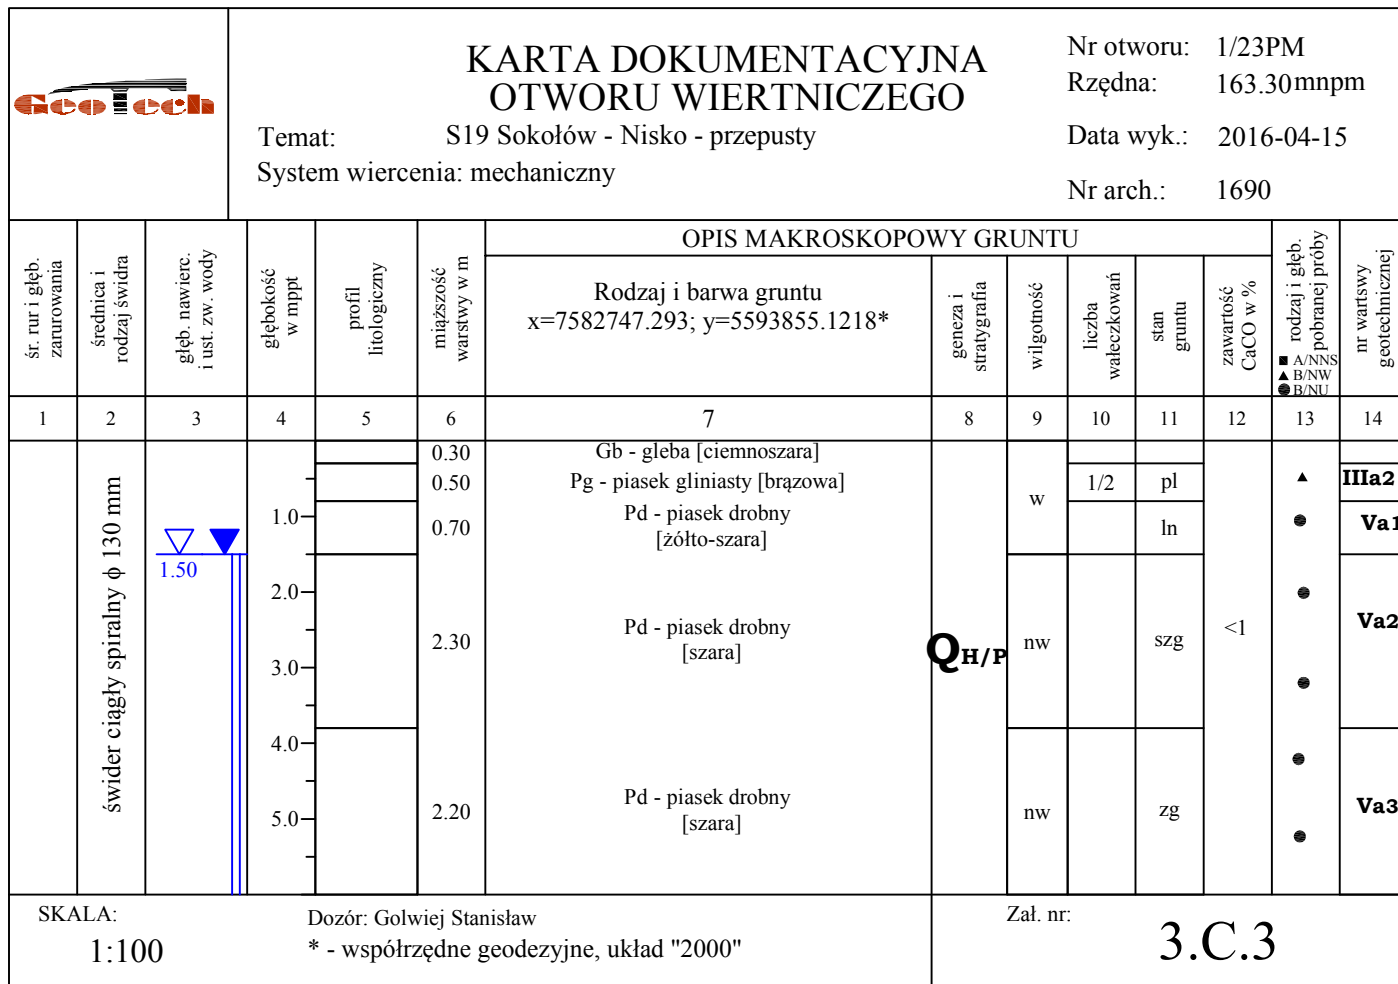 GeoTech
KARTA DOKUMENTACYJNA
OTWORU WIERTNICZEGO
Temat: S19 Sokołów - Nisko - przepusty
System wiercenia: mechaniczny
Nr otworu: 1/23PM
Rzędna: 163.30mnpm
Data wyk.: 2016-04-15
Nr arch.: 1690
śr. rur i głęb.
zarurowania
średnica i
rodzaj świdra
głęb. nawierc.
i ust. zw. wody
głębokość
w mppt
profil
litologiczny
miąższość
warstwy w m
OPIS MAKROSKOPOWY GRUNTU
Rodzaj i barwa gruntu
x=7582747.293; y=5593855.1218*
geneza i
stratygrafia
wilgotność
liczba
wałeczkowań
stan
gruntu
zawartość
CaCO w %
rodzaj i głęb.
pobranej próby
■ A/NNS
▲ B/NW
● B/NU
nr wartswy
geotechnicznej
1 2 3 4 5 6 7 8 9 10 11 12 13 14
świder ciągły spiralny ϕ 130 mm
1.50
1.0
2.0
3.0
4.0
5.0
0.30 Gb - gleba [ciemnoszara]
0.50 Pg - piasek gliniasty [brązowa] 1/2 pl IIIa2
0.70 Pd - piasek drobny
[żółto-szara]
w
ln Va1
2.30 Pd - piasek drobny
[szara]
nw szg Va2
QH/P
<1
2.20 Pd - piasek drobny
[szara]
nw zg Va3
SKALA:
1:100
Dozór: Golwiej Stanisław
* - współrzędne geodezyjne, układ "2000"
Zał. nr:
3.C.3